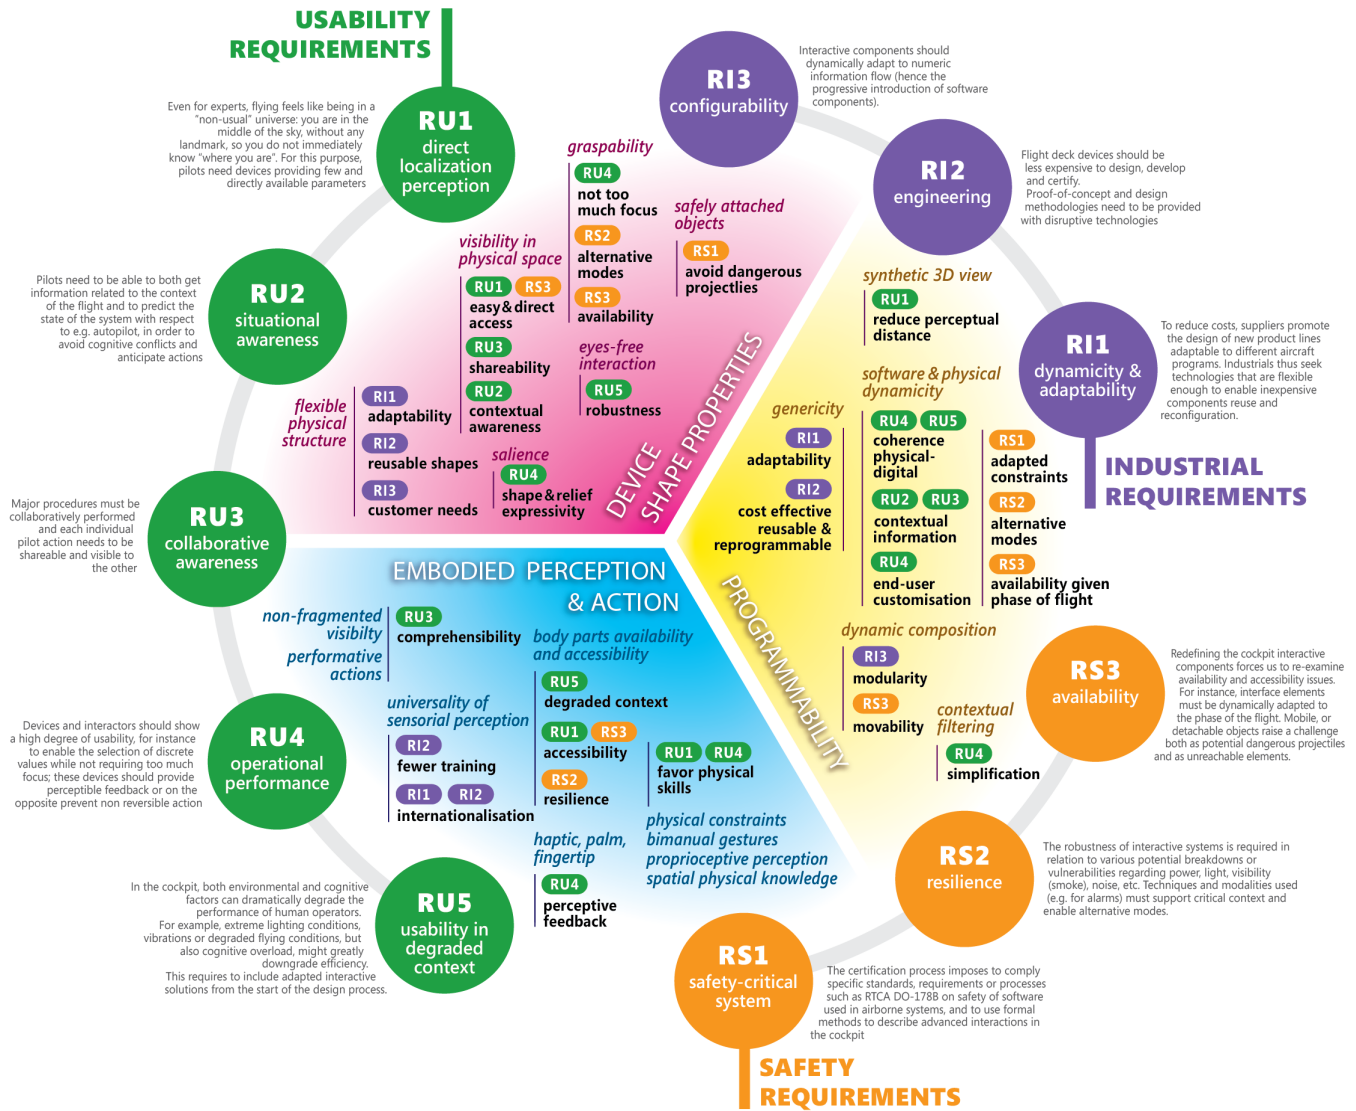 USABILITY
REQUIREMENTS
RU1
direct
localization
perception
Even for experts, flying feels like being in a
"non-usual" universe: you are in the
middle of the sky, without any
landmark, so you do not immediately
know "where you are". For this purpose,
pilots need devices providing few and
directly available parameters
RU2
situational
awareness
Pilots need to be able to both get
information related to the context
of the flight and to predict the
state of the system with respect
to e.g. autopilot, in order to
avoid cognitive conflicts and
anticipate actions
RU3
collaborative
awareness
Major procedures must be
collaboratively performed
and each individual
pilot action needs to be
shareable and visible to
the other
RU4
operational
performance
Devices and interactors should show
a high degree of usability, for instance
to enable the selection of discrete
values while not requiring too much
focus; these devices should provide
perceptible feedback or on the
opposite prevent non reversible action
RU5
usability in
degraded
context
In the cockpit, both environmental and cognitive
factors can dramatically degrade the
performance of human operators.
For example, extreme lighting conditions,
vibrations or degraded flying conditions, but
also cognitive overload, might greatly
downgrade efficiency.
This requires to include adapted interactive
solutions from the start of the design process.
RI3
configurability
Interactive components should
dynamically adapt to numeric
information flow (hence the
progressive introduction of software
components).
RI2
engineering
Flight deck devices should be
less expensive to design, develop
and certify.
Proof-of-concept and design
methodologies need to be provided
with disruptive technologies
RI1
dynamicity &
adaptability
To reduce costs, suppliers promote
the design of new product lines
adaptable to different aircraft
programs. Industrials thus seek
technologies that are flexible
enough to enable inexpensive
components reuse and
reconfiguration.
INDUSTRIAL
REQUIREMENTS
RS3
availability
Redefining the cockpit interactive
components forces us to re-examine
availability and accessibility issues.
For instance, interface elements
must be dynamically adapted to
the phase of the flight. Mobile, or
detachable objects raise a challenge
both as potential dangerous projectiles
and as unreachable elements.
RS2
resilience
The robustness of interactive systems is required in
relation to various potential breakdowns or
vulnerabilities regarding power, light, visibility
(smoke), noise, etc. Techniques and modalities used
(e.g. for alarms) must support critical context and
enable alternative modes.
RS1
safety-critical
system
The certification process imposes to comply
specific standards, requirements or processes
such as RTCA DO-178B on safety of software
used in airborne systems, and to use formal
methods to describe advanced interactions in
the cockpit
SAFETY
REQUIREMENTS
DEVICE
SHAPE PROPERTIES
graspability
RU4
not too
much focus
RS2
alternative
modes
RS3
availability
safely attached
objects
RS1
avoid dangerous
projectlies
visibility in
physical space
RU1 RS3
easy & direct
access
RU3
shareability
RU2
contextual
awareness
eyes-free
interaction
RU5
robustness
flexible
physical
structure
RI1
adaptability
RI2
reusable shapes
RI3
customer needs
salience
RU4
shape & relief
expressivity
PROGRAMMABILITY
synthetic 3D view
RU1
reduce perceptual
distance
software & physical
dynamicity
RU4 RU5
coherence
physical-
digital
RU2 RU3
contextual
information
RU4
end-user
customisation
RS1
adapted
constraints
RS2
alternative
modes
RS3
availability given
phase of flight
genericity
RI1
adaptability
RI2
cost effective
reusable &
reprogrammable
dynamic composition
RI3
modularity
RS3
movability
contextual
filtering
RU4
simplification
EMBODIED PERCEPTION
& ACTION
non-fragmented
visibilty
performative
actions
RU3
comprehensibility
universality of
sensorial perception
RI2
fewer training
RI1 RI2
internationalisation
body parts availability
and accessibility
RU5
degraded context
RU1 RS3
accessibility
RS2
resilience
RU1 RU4
favor physical
skills
physical constraints
bimanual gestures
proprioceptive perception
spatial physical knowledge
haptic, palm,
fingertip
RU4
perceptive
feedback